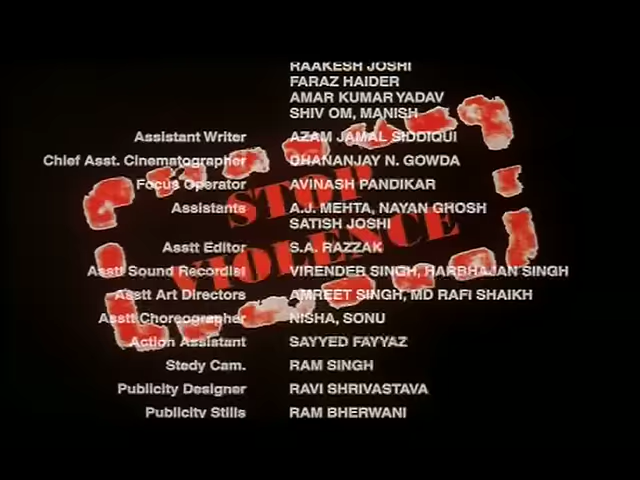 RAAKESH JOSHI
FARAZ HAIDER
AMAR KUMAR YADAV
SHIV OM, MANISH
Assistant Writer AZAM JAMAL SIDDIQUI
Chief Asst. Cinematographer DHANANJAY N. GOWDA
Focus Operator AVINASH PANDIKAR
Assistants A.J. MEHTA, NAYAN GHOSH
SATISH JOSHI
Asstt Editor S.A. RAZZAK
Asstt Sound Recordist VIRENDER SINGH, HARBHAJAN SINGH
Asstt Art Directors AMREET SINGH, MD RAFI SHAIKH
Asstt Choreographer NISHA, SONU
Action Assistant SAYYED FAYYAZ
Stedy Cam. RAM SINGH
Publicity Designer RAVI SHRIVASTAVA
Publicity Stills RAM BHERWANI
STOP
VIOLENCE